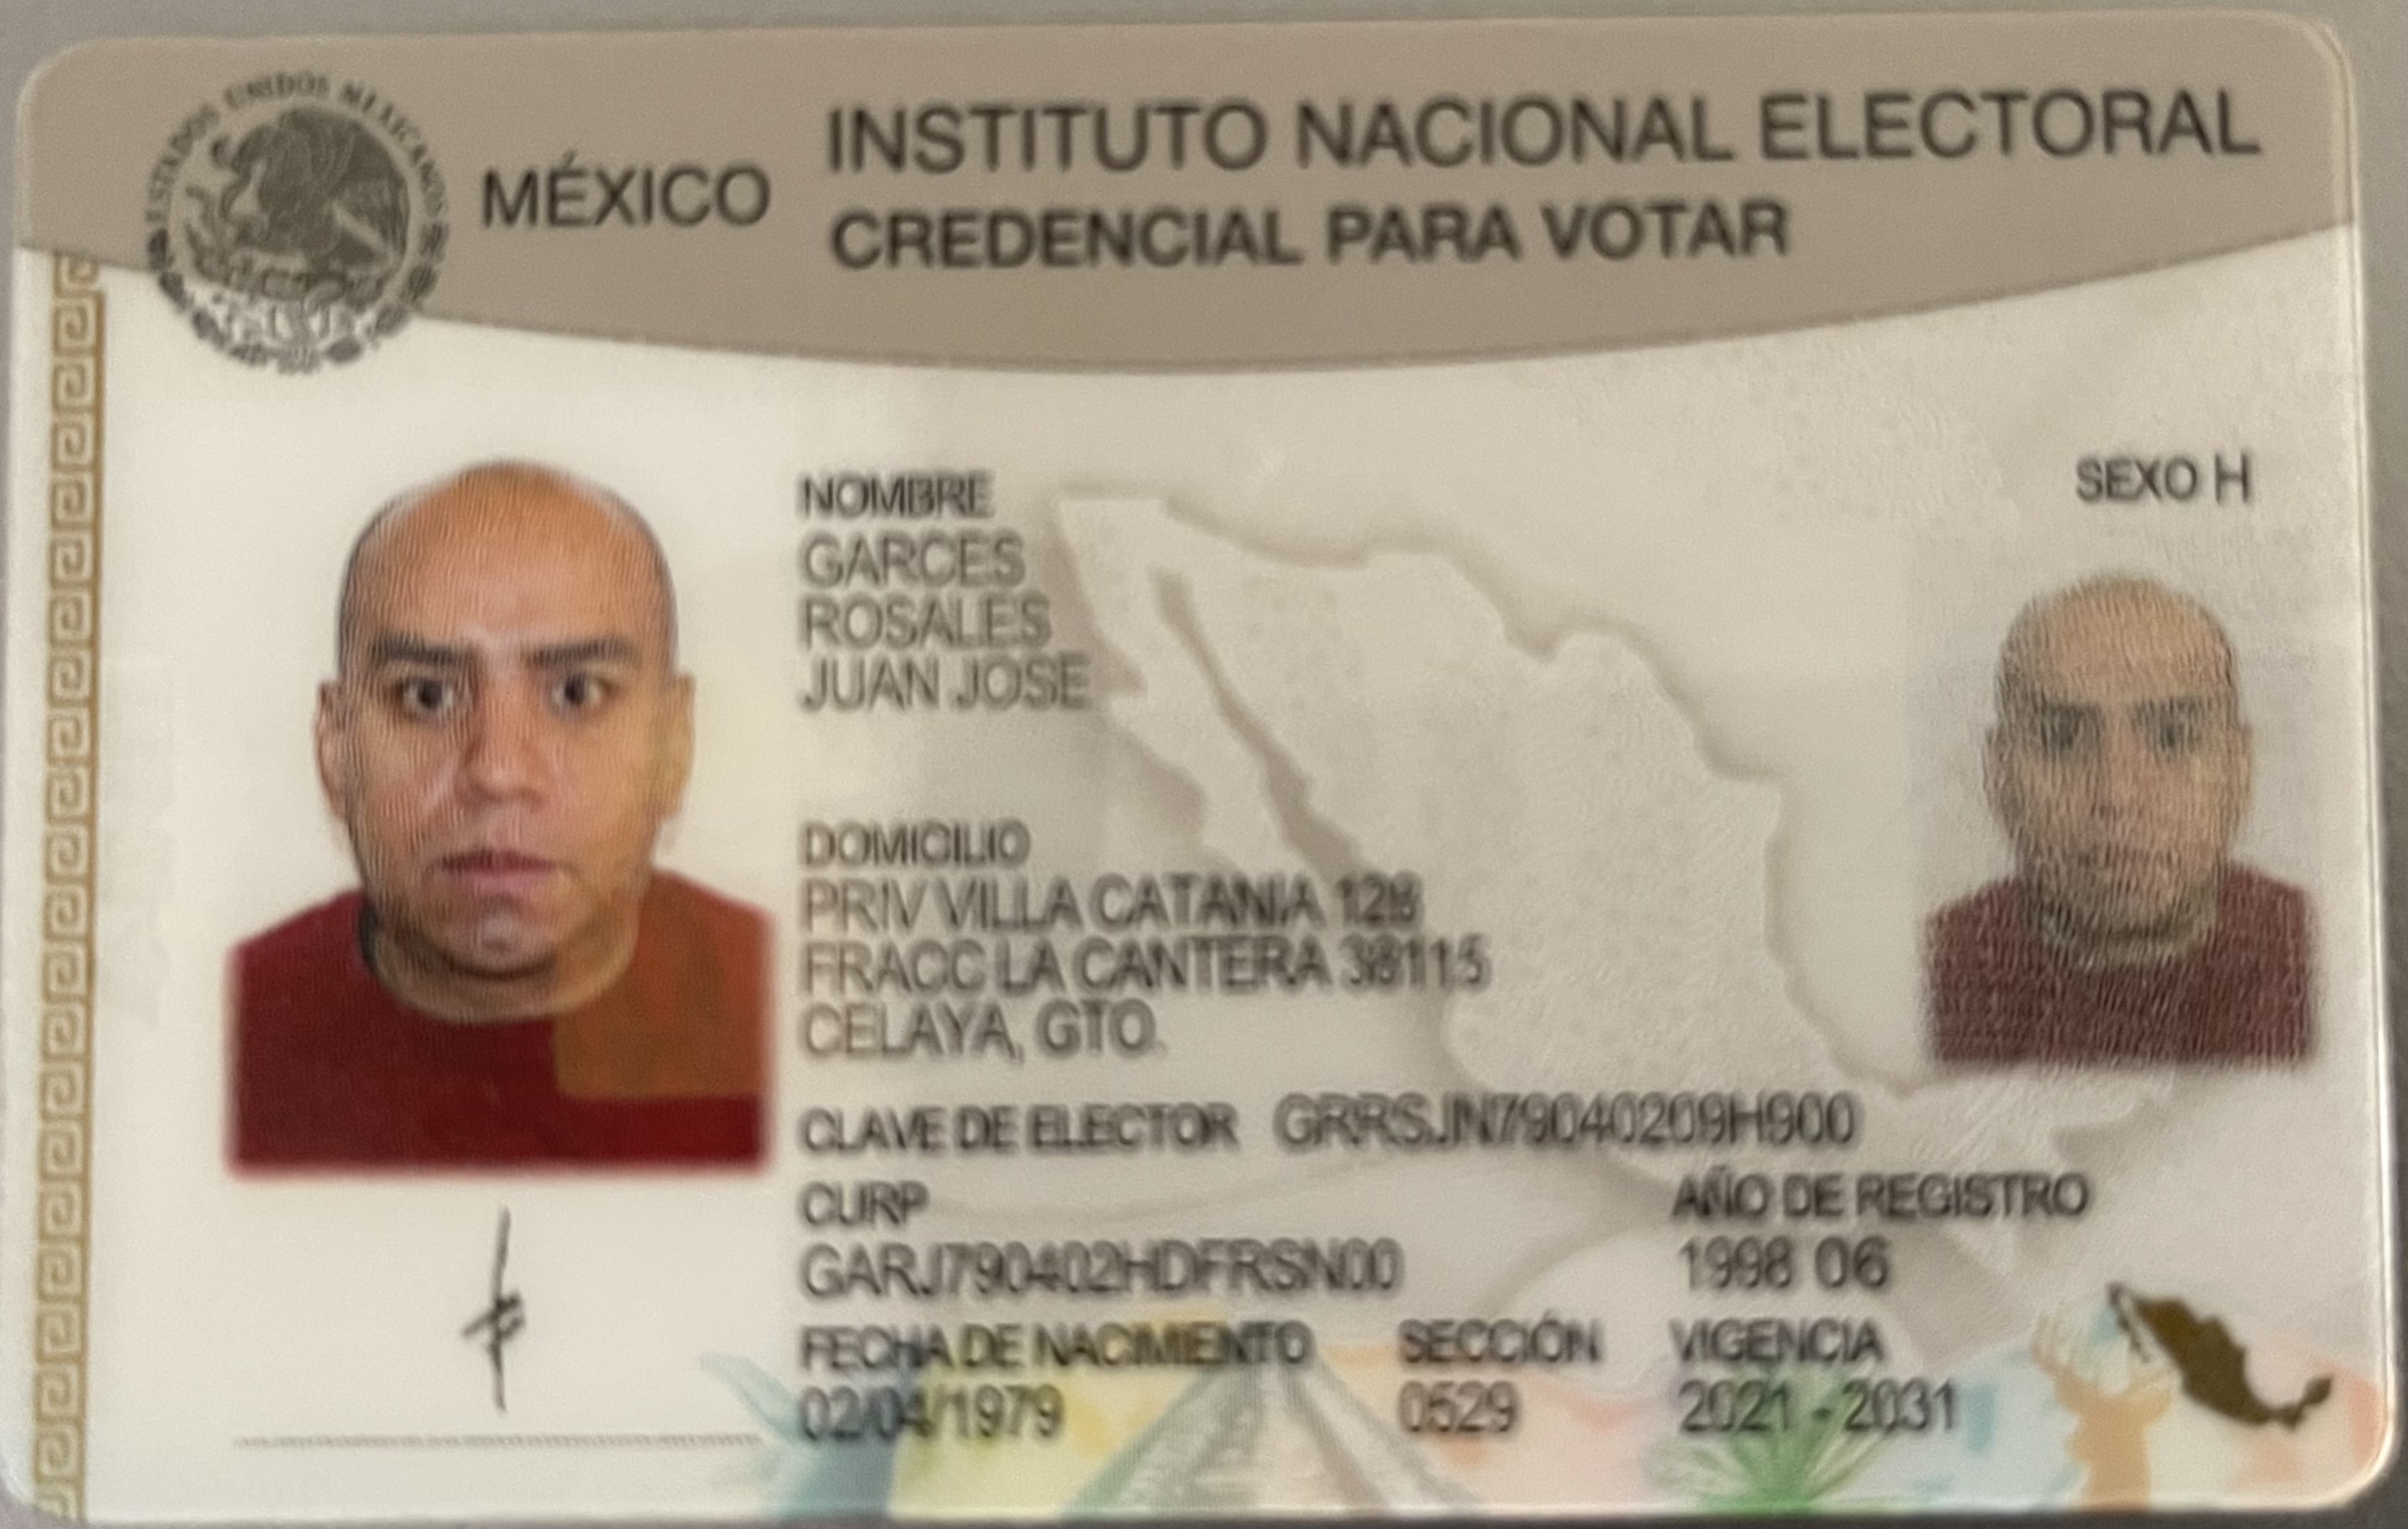 ESTADOS UNIDOS MEXICANOS
MÉXICO
INSTITUTO NACIONAL ELECTORAL
CREDENCIAL PARA VOTAR
SEXO H
NOMBRE
GARCES
ROSALES
JUAN JOSE
DOMICILIO
PRIV VILLA CATANIA 128
FRACC LA CANTERA 38115
CELAYA, GTO.
CLAVE DE ELECTOR GRRSJN79040209H900
CURP
GARJ790402HDFRSN00
AÑO DE REGISTRO
1998 06
FECHA DE NACIMIENTO
02/04/1979
SECCIÓN
0529
VIGENCIA
2021 - 2031